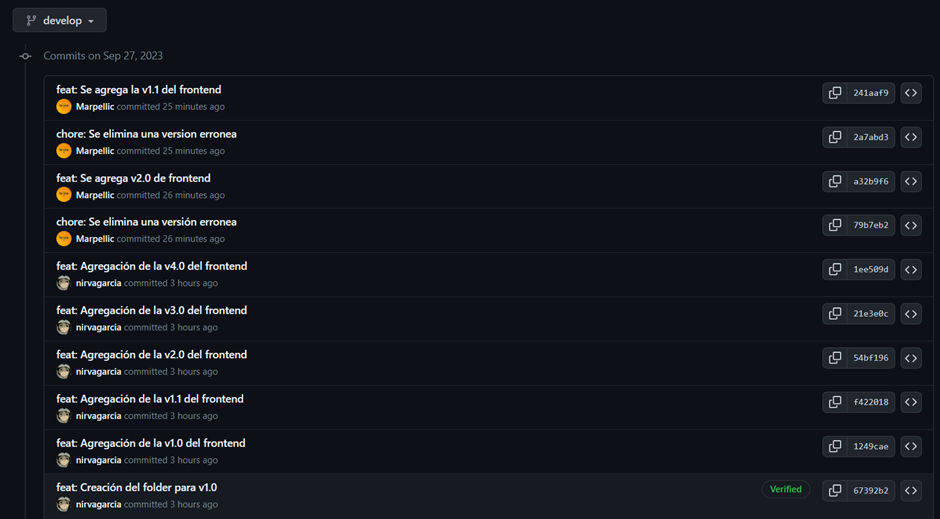 develop
Commits on Sep 27, 2023
feat: Se agrega la v1.1 del frontend
241aaf9
Marpellic committed 25 minutes ago
chore: Se elimina una version erronea
2a7abd3
Marpellic committed 25 minutes ago
feat: Se agrega v2.0 de frontend
a32b9f6
Marpellic committed 26 minutes ago
chore: Se elimina una versión erronea
79b7eb2
Marpellic committed 26 minutes ago
feat: Agregación de la v4.0 del frontend
1ee509d
nirvagarcia committed 3 hours ago
feat: Agregación de la v3.0 del frontend
21e3e0c
nirvagarcia committed 3 hours ago
feat: Agregación de la v2.0 del frontend
54bf196
nirvagarcia committed 3 hours ago
feat: Agregación de la v1.1 del frontend
f422018
nirvagarcia committed 3 hours ago
feat: Agregación de la v1.0 del frontend
1249cae
nirvagarcia committed 3 hours ago
feat: Creación del folder para v1.0
Verified
67392b2
nirvagarcia committed 3 hours ago